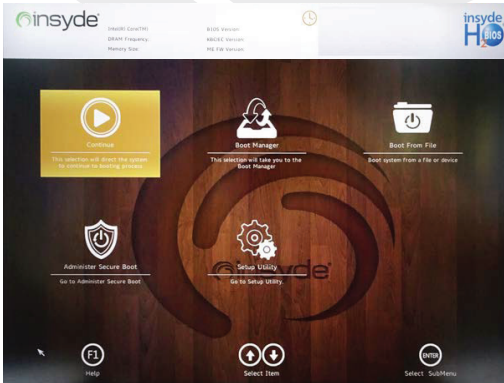 insyde
Intel(R) Core(TM)
DRAM Frequency:
Memory Size:
BIOS Version
KBC/EC Version
ME FW Version
insyde
H2O BIOS
Continue
This selection will direct the system
to continue to booting process
Boot Manager
This selection will take you to the
Boot Manager
Boot From File
Boot system from a file or device
Administer Secure Boot
Go to Administer Secure Boot
Setup Utility
Go to Setup Utility
insyde
F1
Help
Select Item
ENTER
Select SubMenu